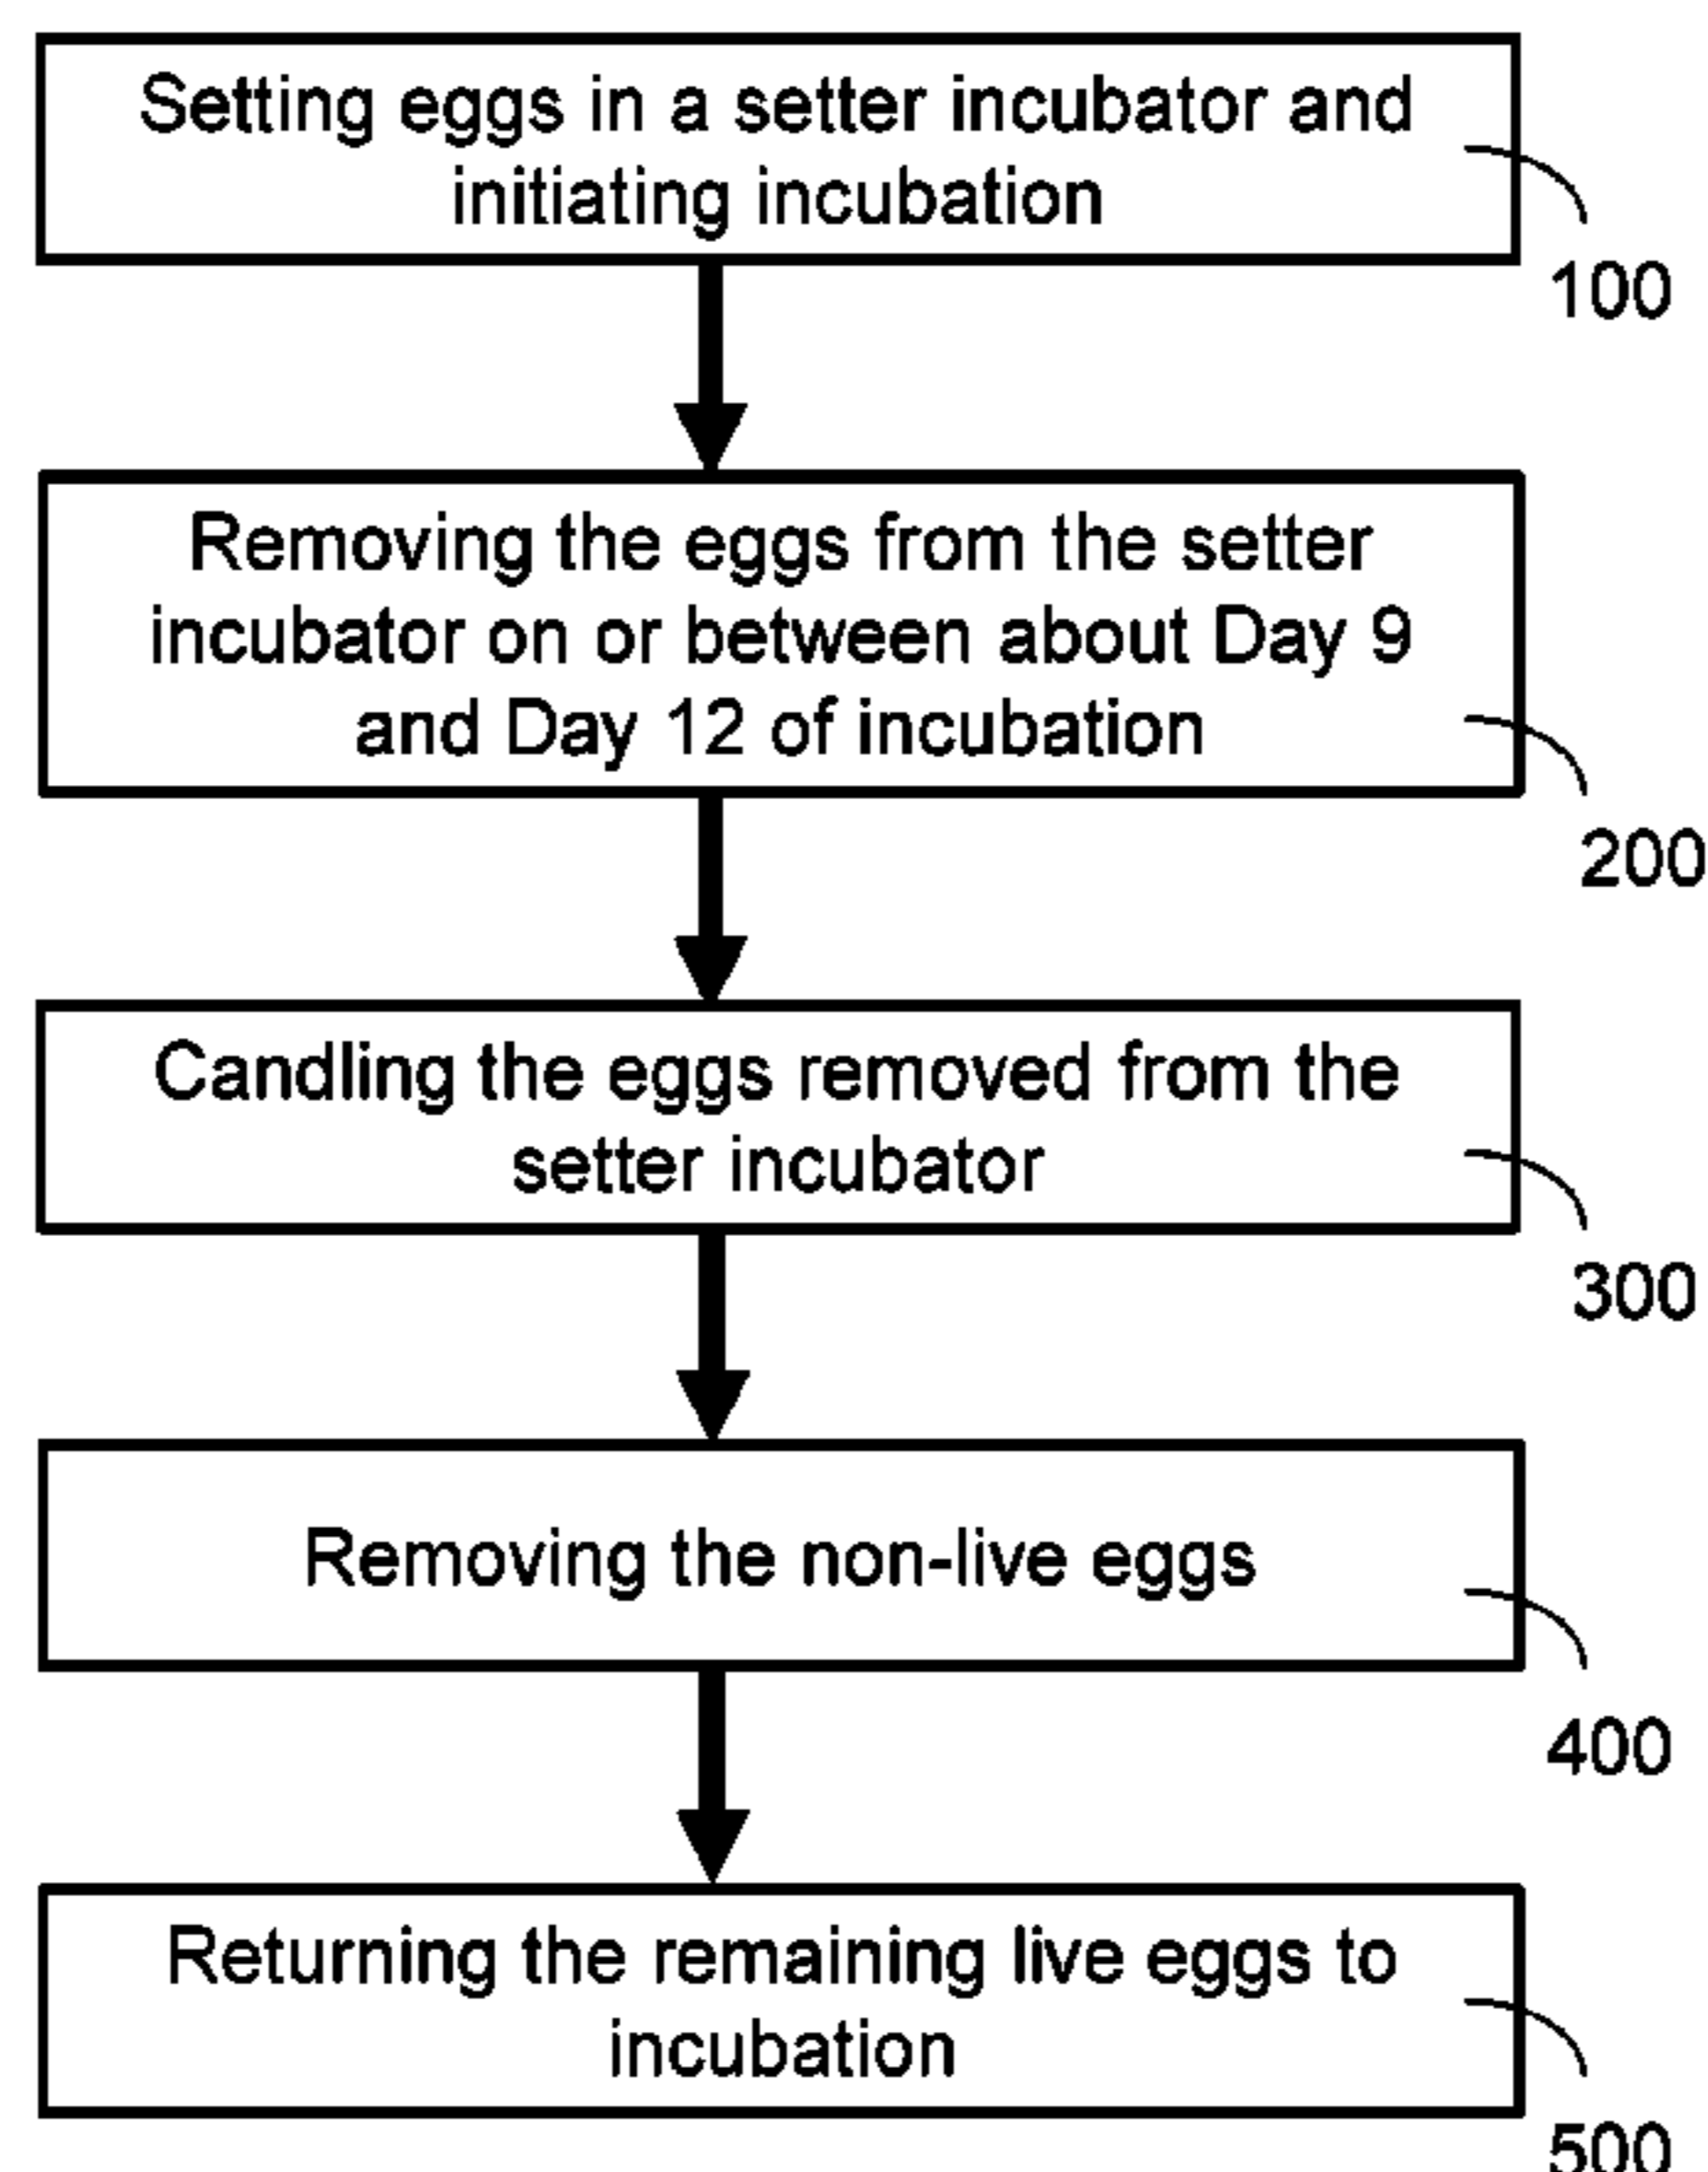 Setting eggs in a setter incubator and
initiating incubation
100
Removing the eggs from the setter
incubator on or between about Day 9
and Day 12 of incubation
200
Candling the eggs removed from the
setter incubator
300
Removing the non-live eggs
400
Returning the remaining live eggs to
incubation
500